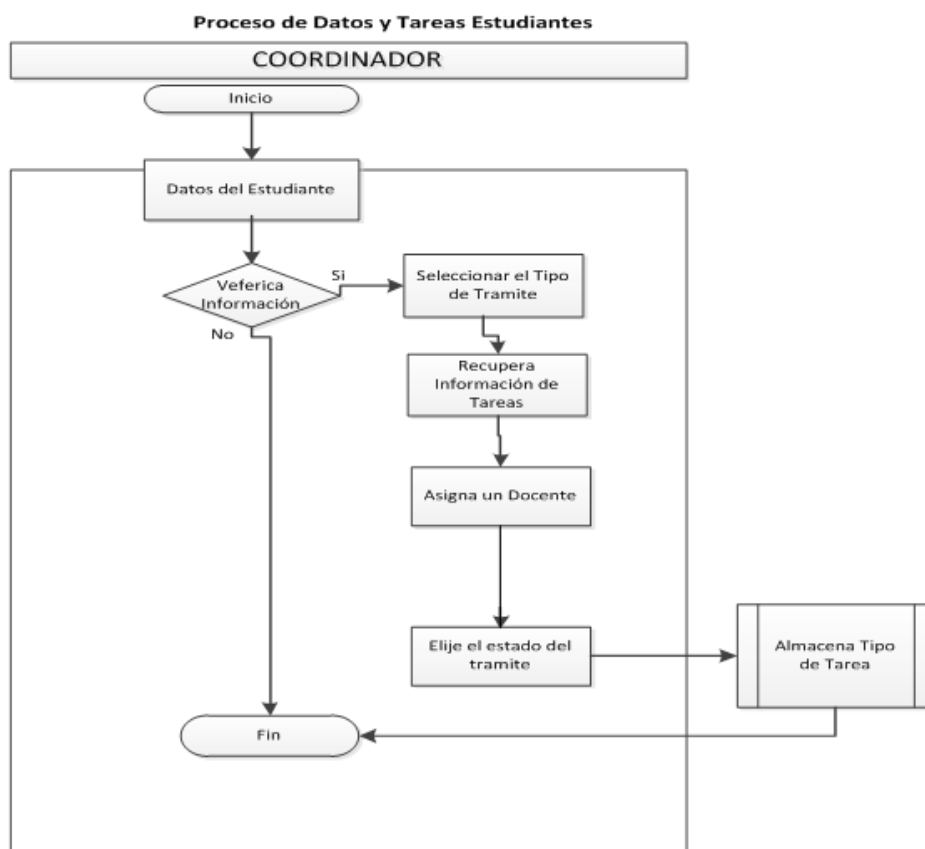 Proceso de Datos y Tareas Estudiantes
COORDINADOR
Inicio
Datos del Estudiante
Veferica
Información
Si
No
Seleccionar el Tipo
de Tramite
Recupera
Información de
Tareas
Asigna un Docente
Elije el estado del
tramite
Almacena Tipo
de Tarea
Fin